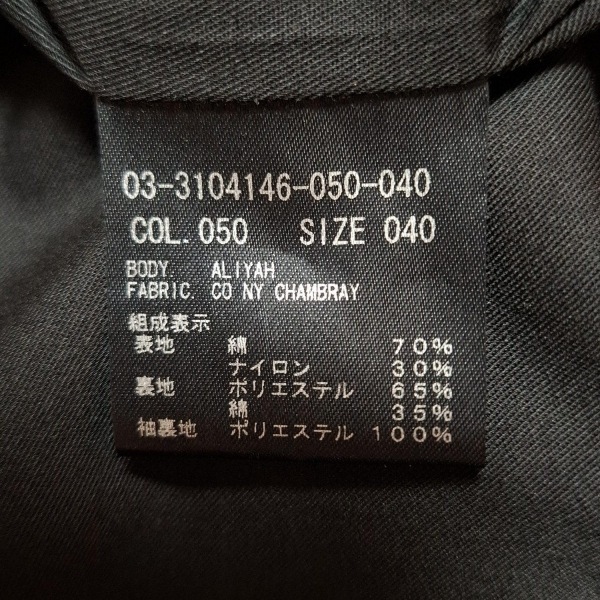 03-3104146-050-040
COL.050 SIZE 040
BODY. ALIYAH
FABRIC. CO NY CHAMBRAY
組成表示
表地 綿 70%
ナイロン 30%
裏地 ポリエステル 65%
綿 35%
袖裏地 ポリエステル 100%